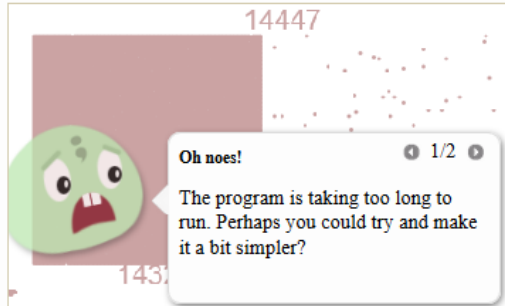 14447
Oh noes!
1/2
The program is taking too long to
run. Perhaps you could try and make
it a bit simpler?